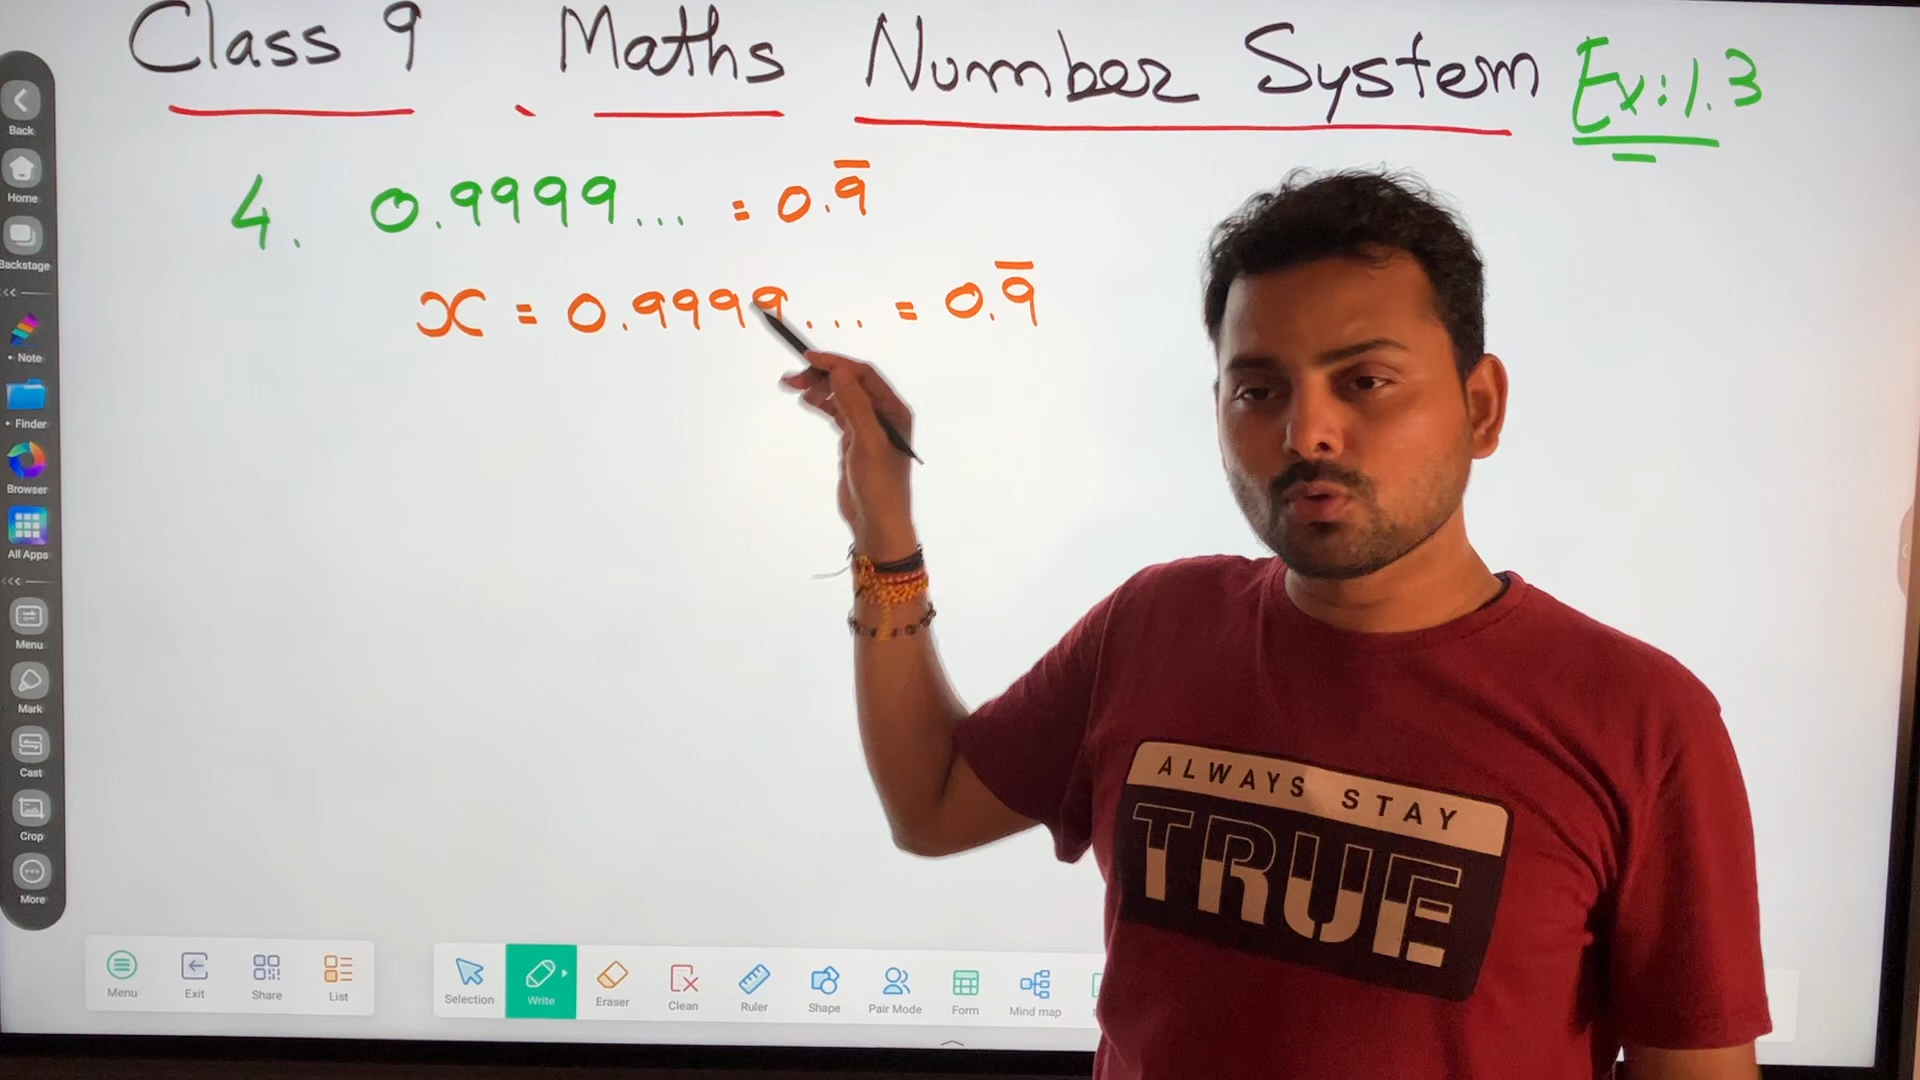 Class 9 Maths Number System Ex:1.3
4. 0.9999... = 0.9̅
x = 0.9999... = 0.9̅
Back
Home
Backstage
Note
Finder
Browser
All Apps
Menu
Mark
Cast
Crop
More
ALWAYS STAY
TRUE
Menu Exit Share List Selection Write Eraser Clean Ruler Shape Pair Mode Form Mind map